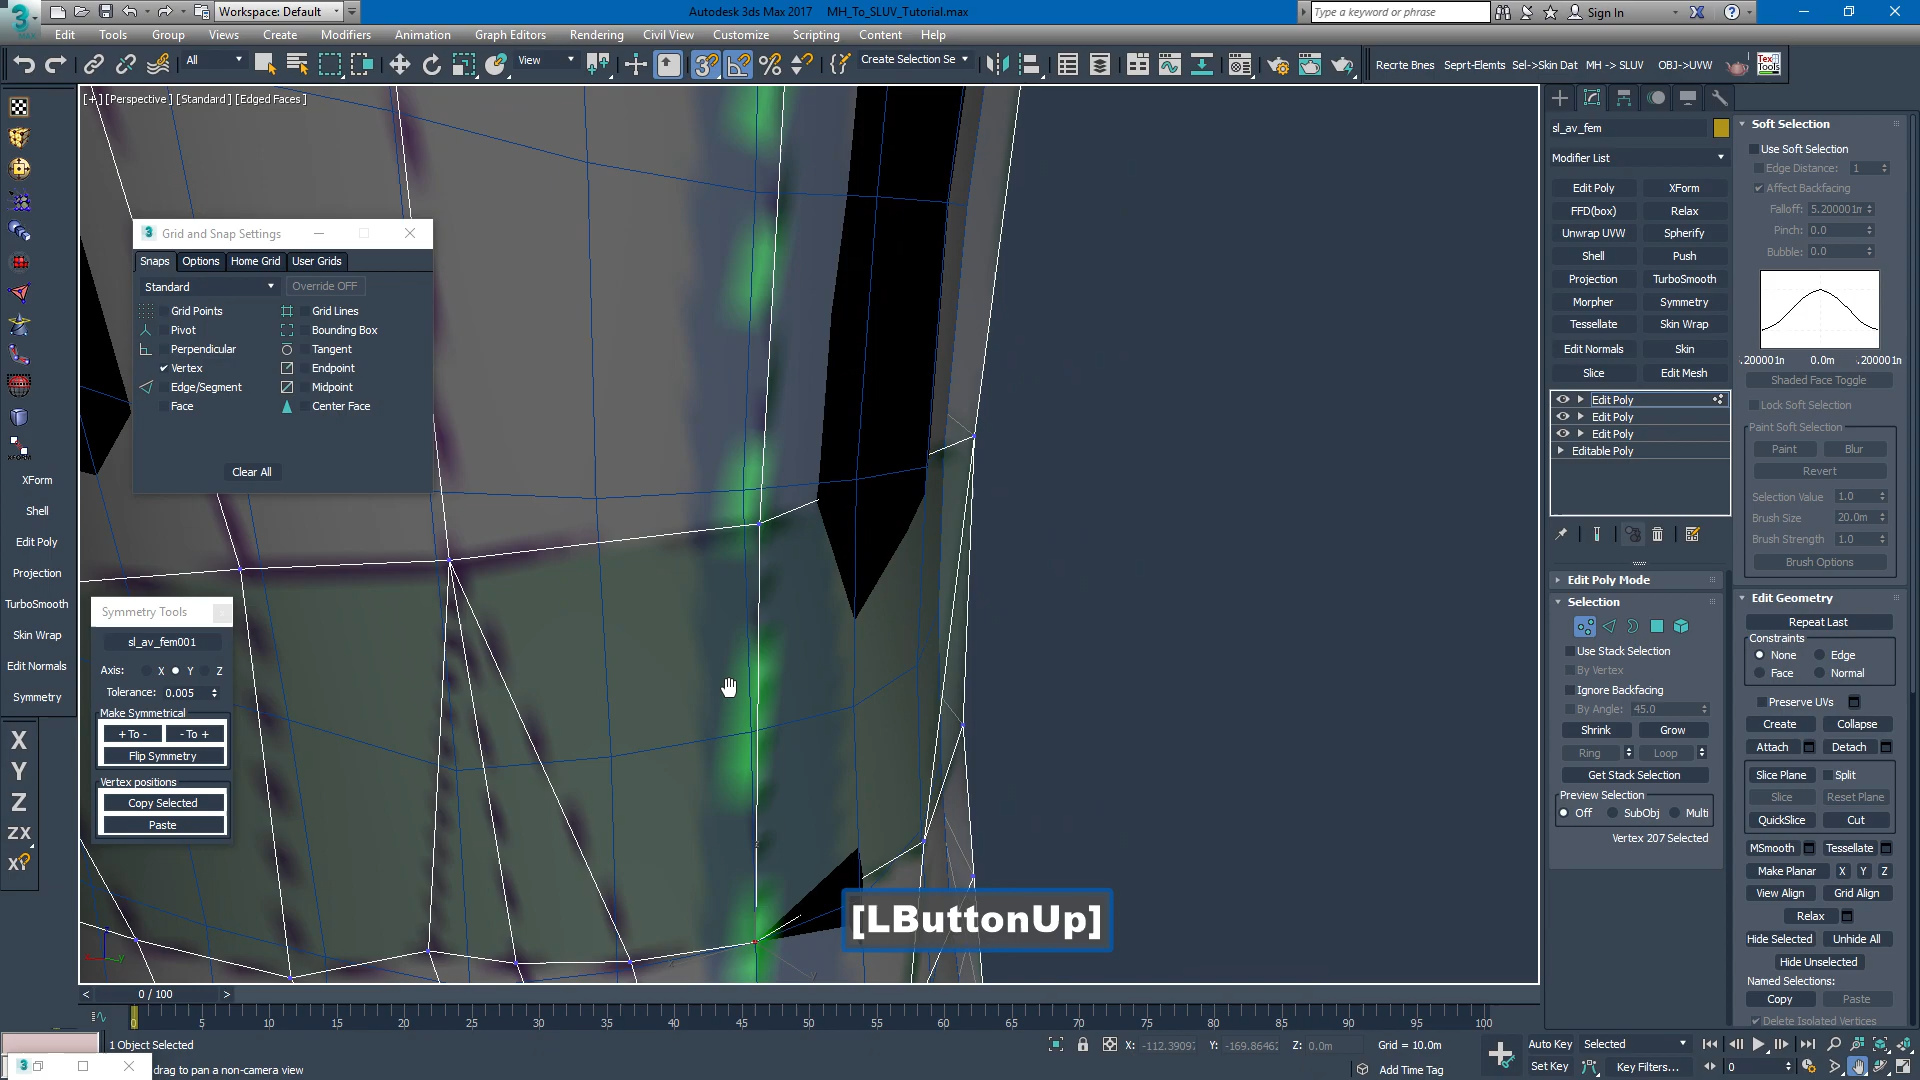 Workspace: Default
Autodesk 3ds Max 2017 MH_To_SLUV_Tutorial.max
Type a keyword or phrase
Sign In
MAX
Edit Tools Group Views Create Modifiers Animation Graph Editors Rendering Civil View Customize Scripting Content Help
All
View
Create Selection Se
Recrte Bnes Seprt-Elemts Sel->Skin Dat MH -> SLUV OBJ->UVW
[+] [Perspective] [Standard] [Edged Faces]
Grid and Snap Settings
Snaps Options Home Grid User Grids
Standard
Override OFF
Grid Points Grid Lines
Pivot Bounding Box
Perpendicular Tangent
Vertex Endpoint
Edge/Segment Midpoint
Face Center Face
Clear All
XForm
Shell
Edit Poly
Projection
TurboSmooth
Skin Wrap
Edit Normals
Symmetry
X
Y
Z
ZX
XY
Symmetry Tools
sl_av_fem001
Axis: X Y Z
Tolerance: 0.005
Make Symmetrical
+ To - - To +
Flip Symmetry
Vertex positions
Copy Selected
Paste
[LButtonUp]
sl_av_fem
Modifier List
Edit Poly XForm
FFD(box) Relax
Unwrap UVW Spherify
Shell Push
Projection TurboSmooth
Morpher Symmetry
Tessellate Skin Wrap
Edit Normals Skin
Slice Edit Mesh
Edit Poly
Edit Poly
Edit Poly
Editable Poly
Edit Poly Mode
Selection
Use Stack Selection
By Vertex
Ignore Backfacing
By Angle: 45.0
Shrink Grow
Ring Loop
Get Stack Selection
Preview Selection
Off SubObj Multi
Vertex 207 Selected
Soft Selection
Use Soft Selection
Edge Distance: 1
Affect Backfacing
Falloff: 5.200001m
Pinch: 0.0
Bubble: 0.0
.200001n 0.0m .200001n
Shaded Face Toggle
Lock Soft Selection
Paint Soft Selection
Paint Blur
Revert
Selection Value 1.0
Brush Size 20.0m
Brush Strength 1.0
Brush Options
Edit Geometry
Repeat Last
Constraints
None Edge
Face Normal
Preserve UVs
Create Collapse
Attach Detach
Slice Plane Split
Slice Reset Plane
QuickSlice Cut
MSmooth Tessellate
Make Planar X Y Z
View Align Grid Align
Relax
Hide Selected Unhide All
Hide Unselected
Named Selections:
Copy Paste
Delete Isolated Vertices
< 0 / 100 >
5 10 15 20 25 30 35 40 45 50 55 60 65 70 75 80 85 90 95 100
1 Object Selected
X: Y: Z: 0.0m Grid = 10.0m
drag to pan a non-camera view
Add Time Tag
Auto Key Selected
Set Key Key Filters...
0